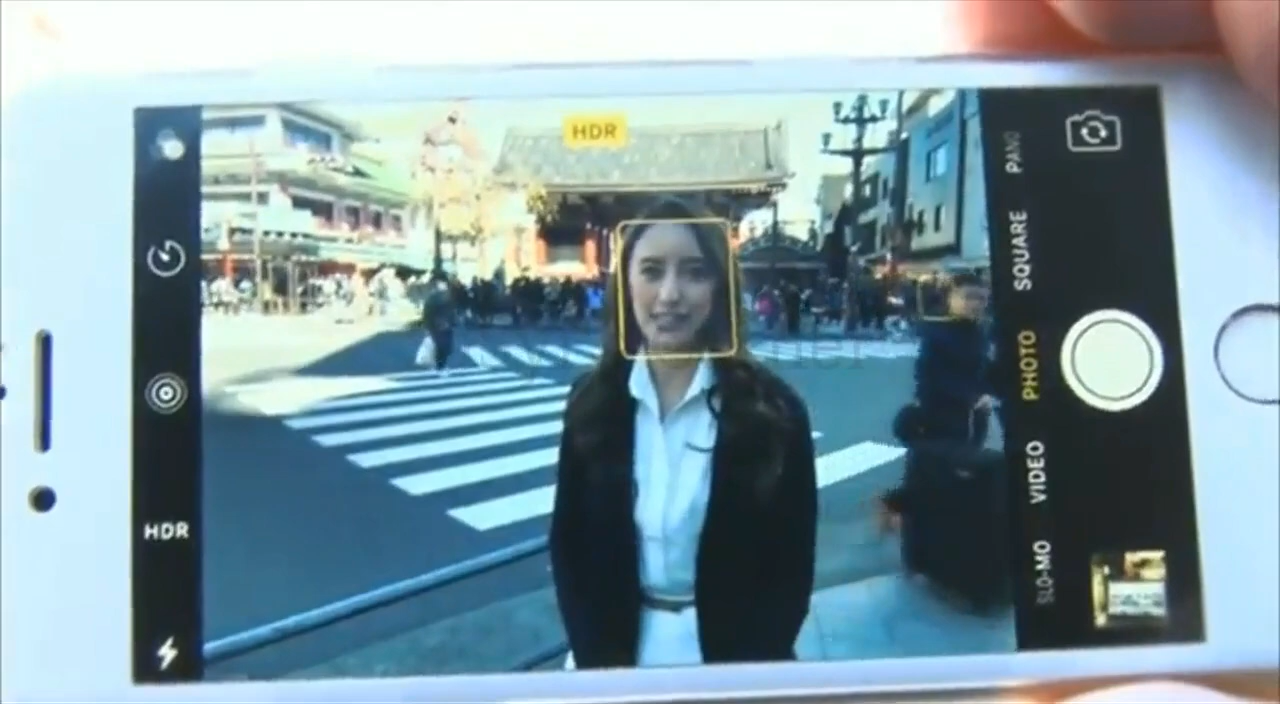 HDR
HDR
PANO
SQUARE
PHOTO
VIDEO
SLO-MO